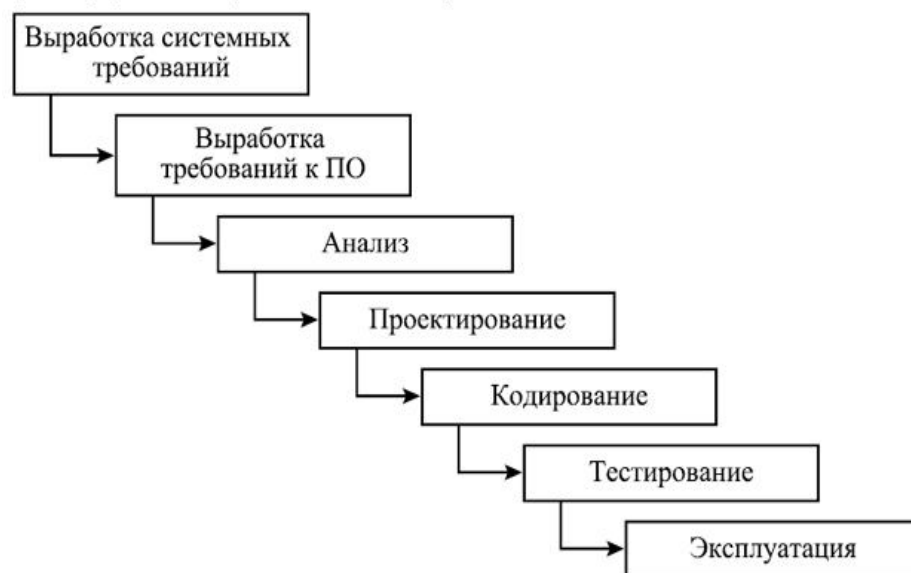 Выработка системных
требований
Выработка
требований к ПО
Анализ
Проектирование
Кодирование
Тестирование
Эксплуатация